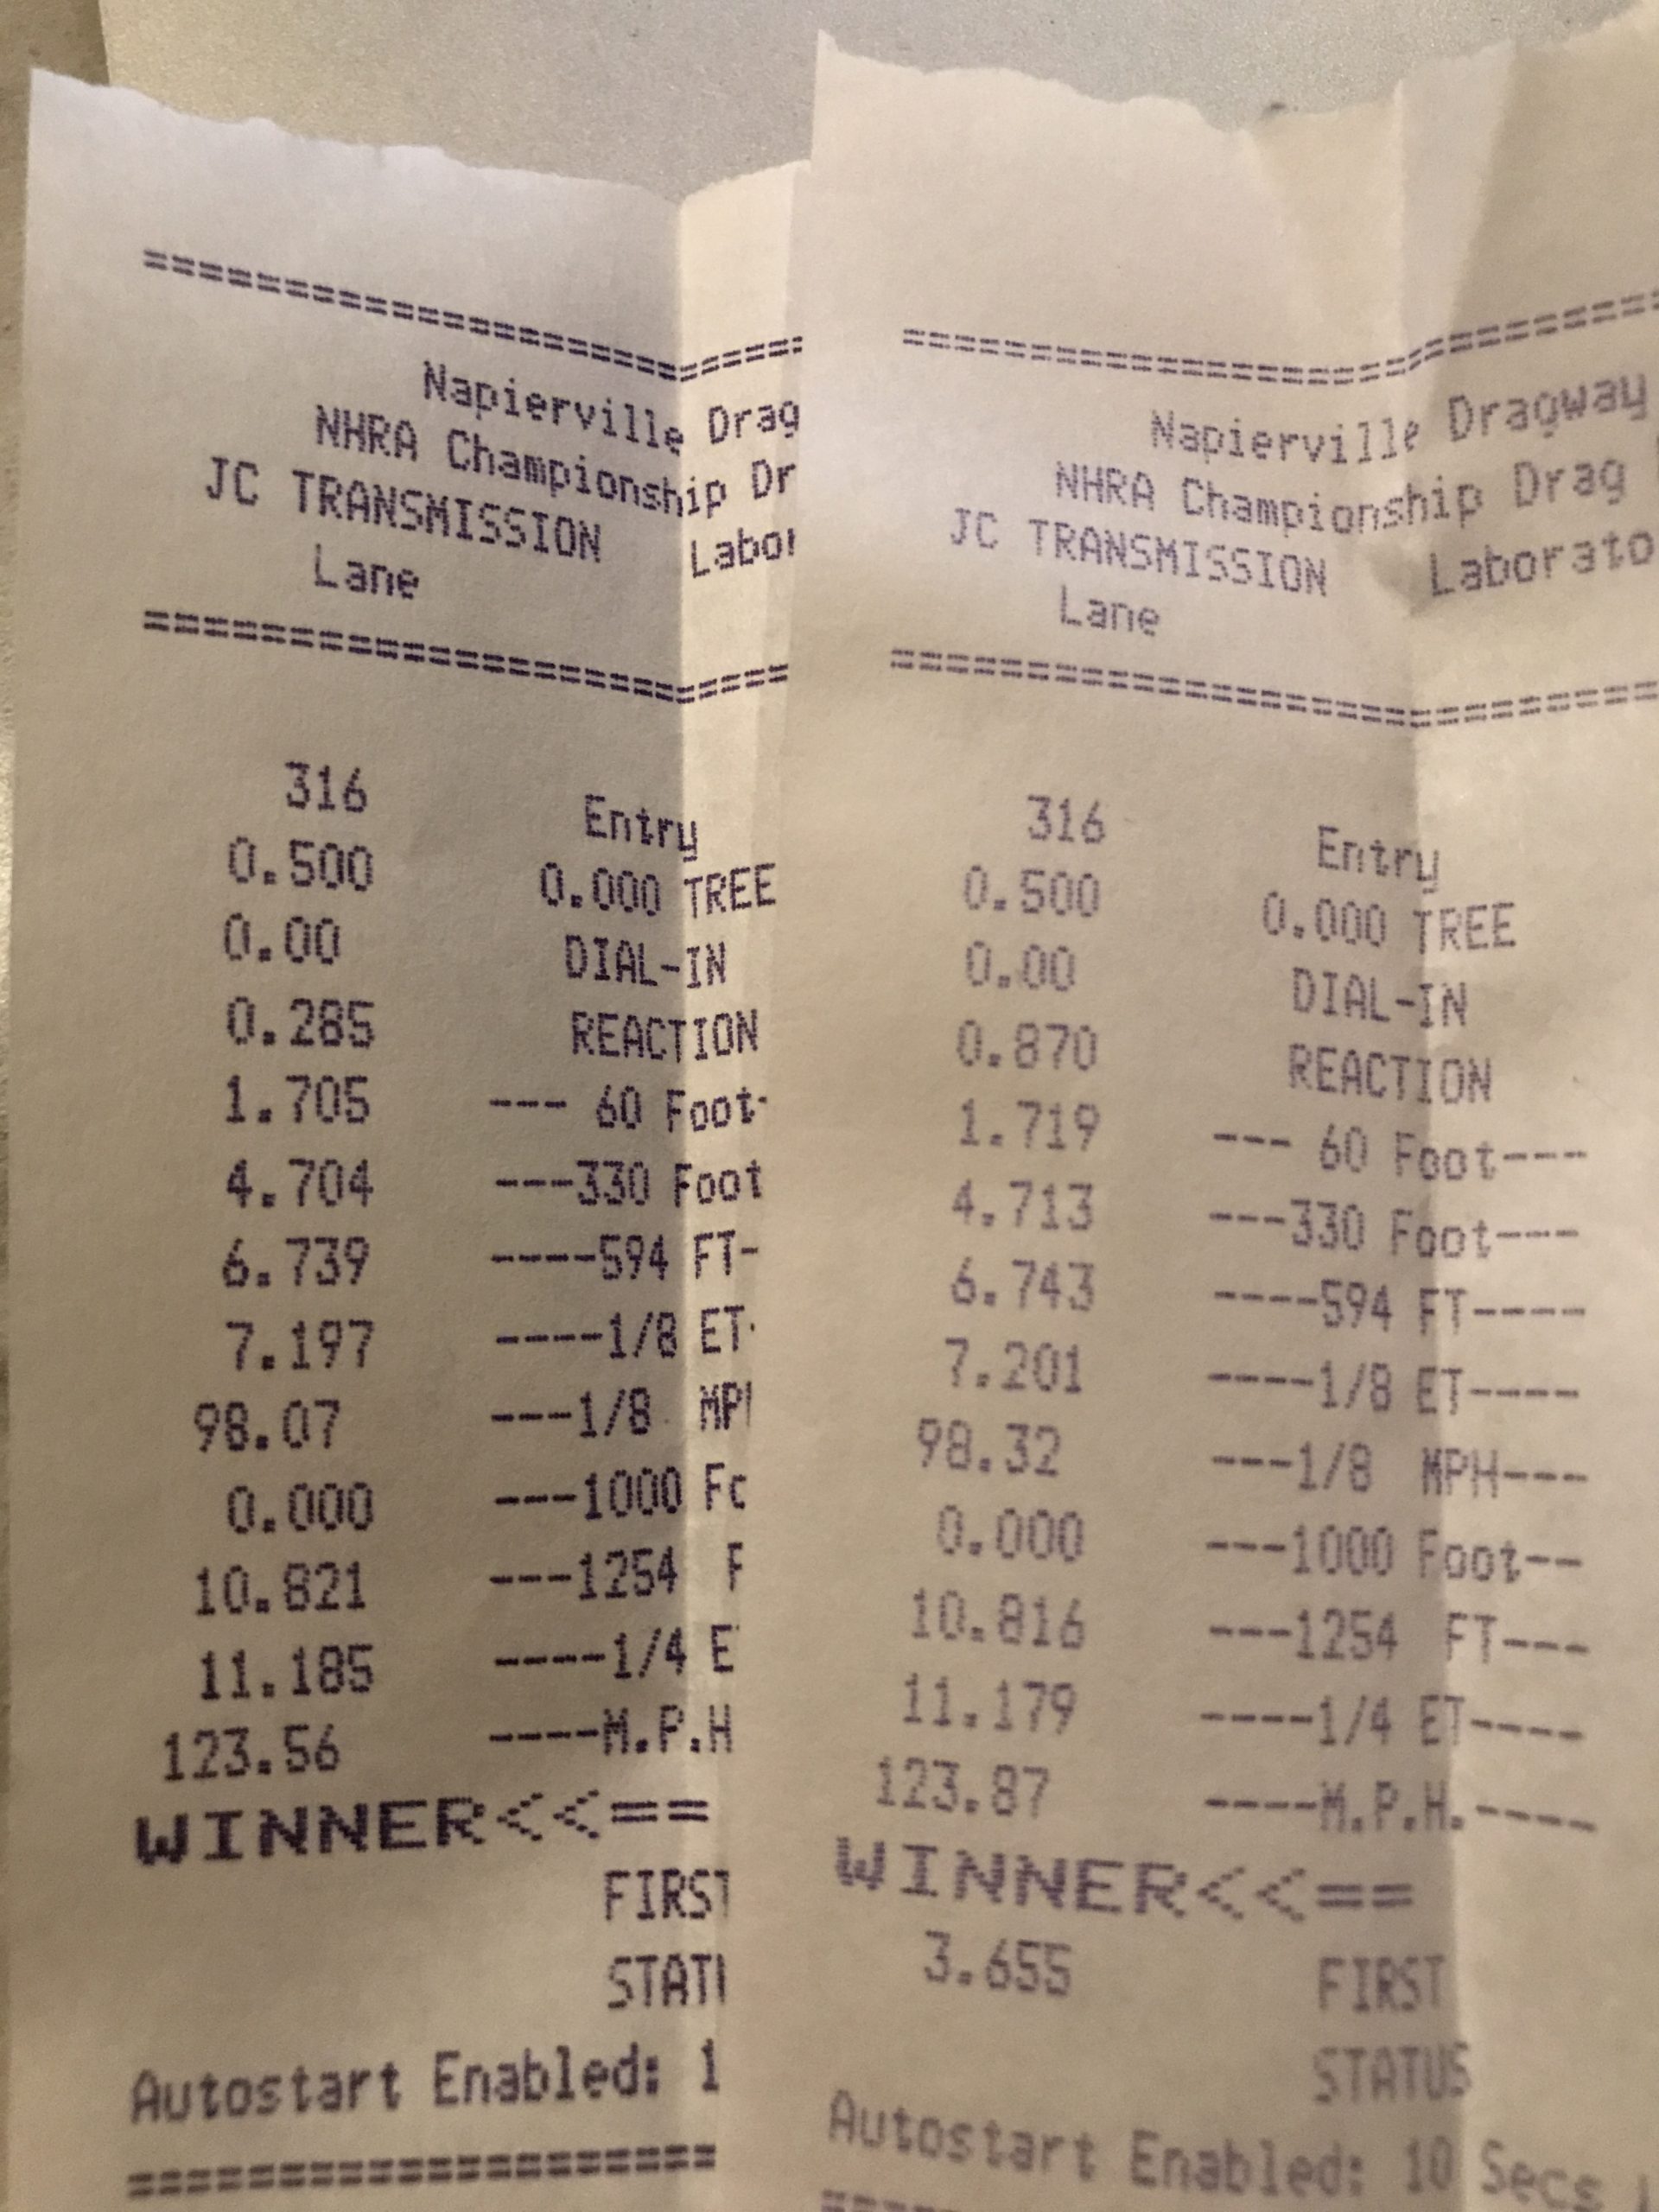 ===========================
Napierville Drag
NHRA Championship Dr
JC TRANSMISSION
Lane
===========================
316 Entry
0.500 0.000 TREE
0.00 DIAL-IN
0.285 REACTION
1.705 --- 60 Foot-
4.704 ---330 Foot
6.739 ----594 FT-
7.197 ----1/8 ET-
98.07 ---1/8
0.000 ---1000
10.821 ---1254
11.185 ----1/4
123.56 ----M.P.H
WINNER<<==
FIRST
Autostart Enabled: 1
====================
===========================
Napierville Dragway
NHRA Championship Drag
JC TRANSMISSION
Lane
===========================
316 Entry
0.500 0.000 TREE
0.00 DIAL-IN
0.870 REACTION
1.719 --- 60 Foot---
4.713 ---330 Foot---
6.743 ----594 FT----
7.201 ----1/8 ET----
98.32 ---1/8 MPH---
0.000 ---1000 Foot--
10.816 ---1254 FT---
11.179 ----1/4 ET----
123.87 ----M.P.H.----
WINNER<<==
3.655 FIRST
STATUS
Autostart Enabled: 10 Secs